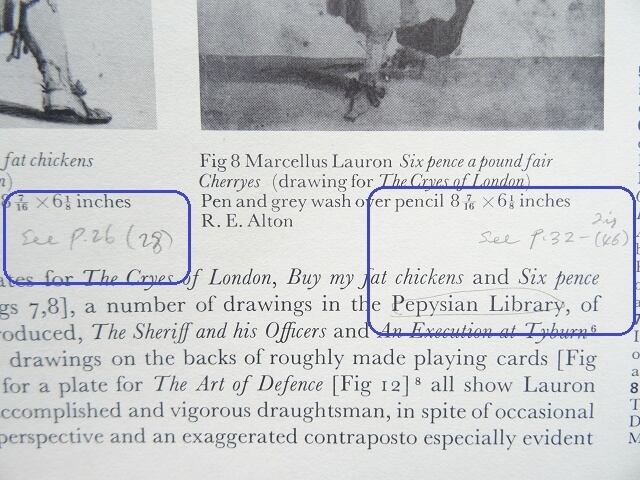 fat chickens
Fig 8 Marcellus Lauron Six pence a pound fair
Cherryes (drawing for The Cryes of London)
8 7/16 × 6 1/8 inches
Pen and grey wash over pencil 8 7/16 × 6 1/8 inches
R. E. Alton
See p.26 (28)
See p.32-(46)
ates for The Cryes of London, Buy my fat chickens and Six pence
gs 7,8], a number of drawings in the Pepysian Library, of
roduced, The Sheriff and his Officers and An Execution at Tyburn⁶
drawings on the backs of roughly made playing cards [Fig
for a plate for The Art of Defence [Fig 12]⁸ all show Lauron
ccomplished and vigorous draughtsman, in spite of occasional
perspective and an exaggerated contraposto especially evident